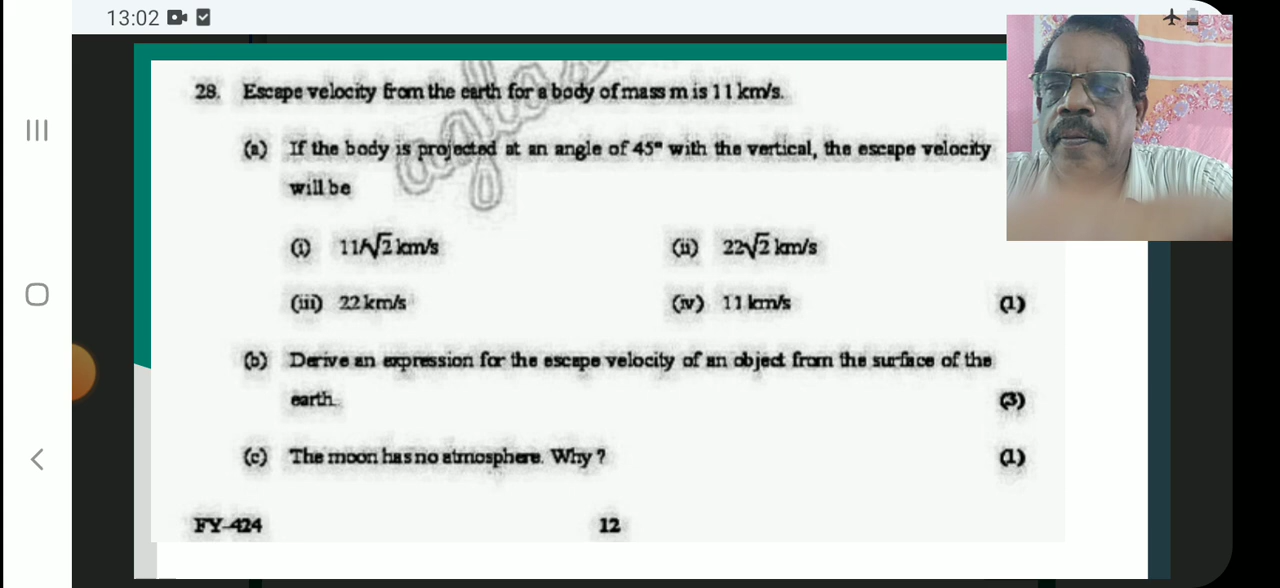 13:02
28. Escape velocity from the earth for a body of mass m is 11 km/s.
(a) If the body is projected at an angle of 45° with the vertical, the escape velocity
will be
(i) 11/√2 km/s (ii) 22√2 km/s
(iii) 22 km/s (iv) 11 km/s (1)
(b) Derive an expression for the escape velocity of an object from the surface of the
earth. (3)
(c) The moon has no atmosphere. Why ? (1)
FY-424 12